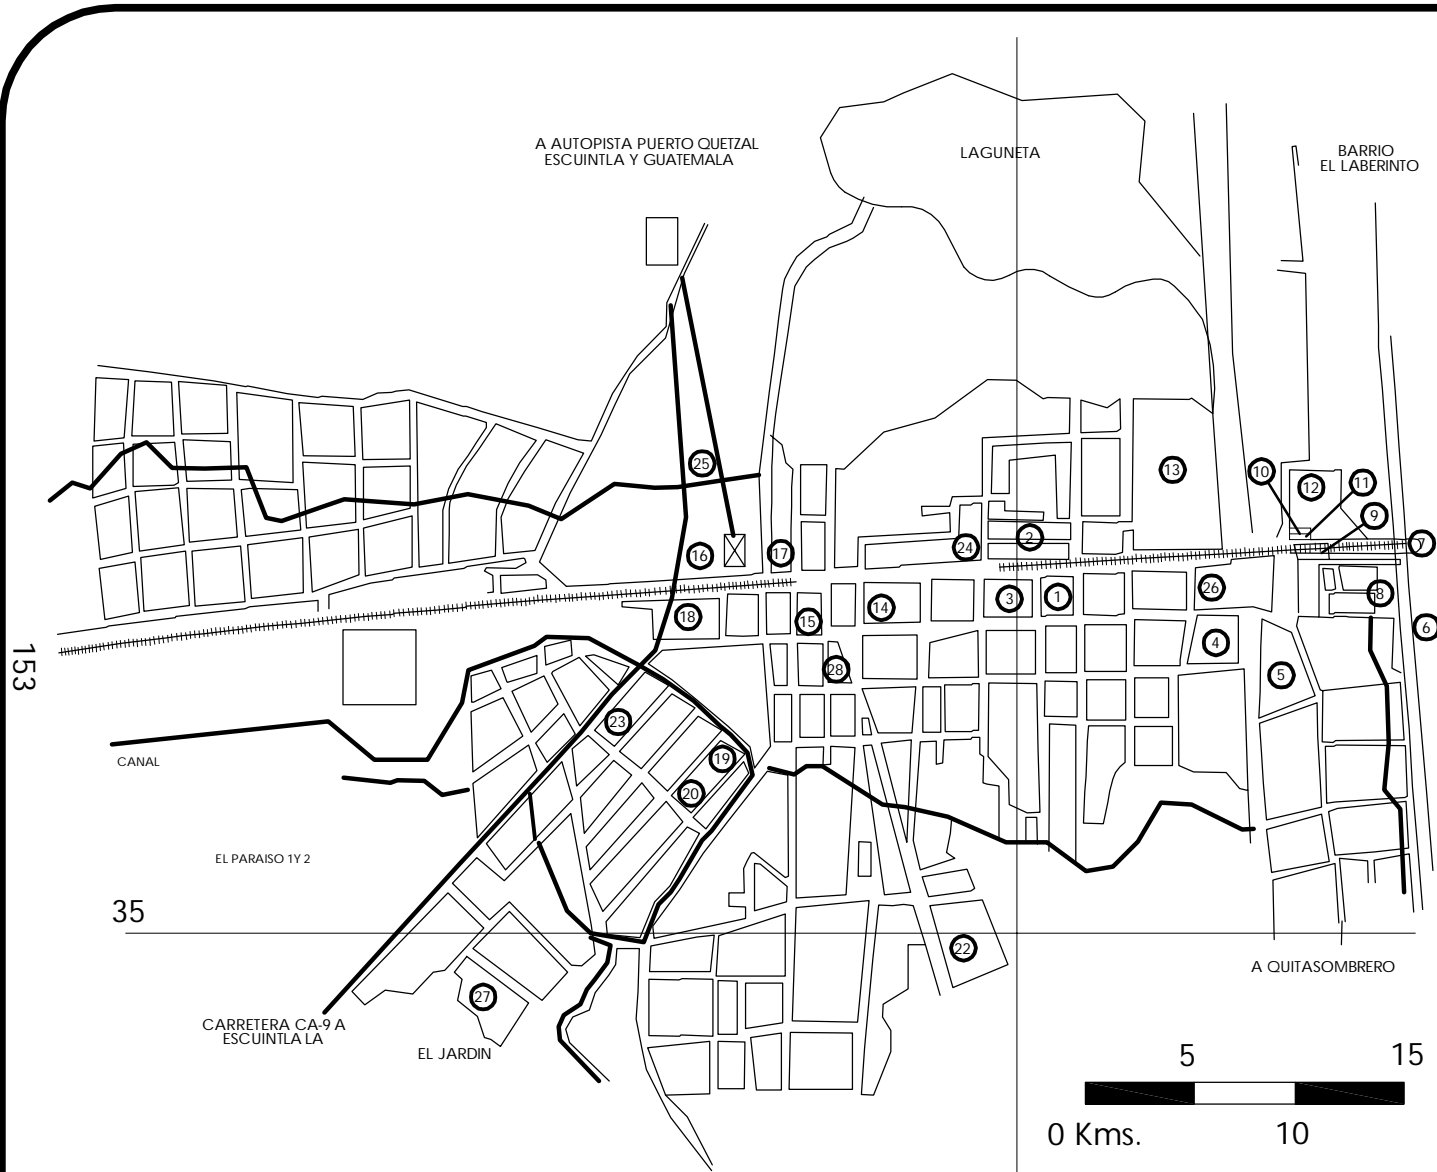 A AUTOPISTA PUERTO QUETZAL
ESCUINTLA Y GUATEMALA
LAGUNETA
BARRIO
EL LABERINTO
25
13
10
12
11
9
7
16
17
24
2
18
15
14
3
1
26
8
6
4
5
28
23
19
20
153
CANAL
EL PARAISO 1Y 2
35
22
A QUITASOMBRERO
27
CARRETERA CA-9 A
ESCUINTLA LA
EL JARDIN
5
15
0 Kms.
10